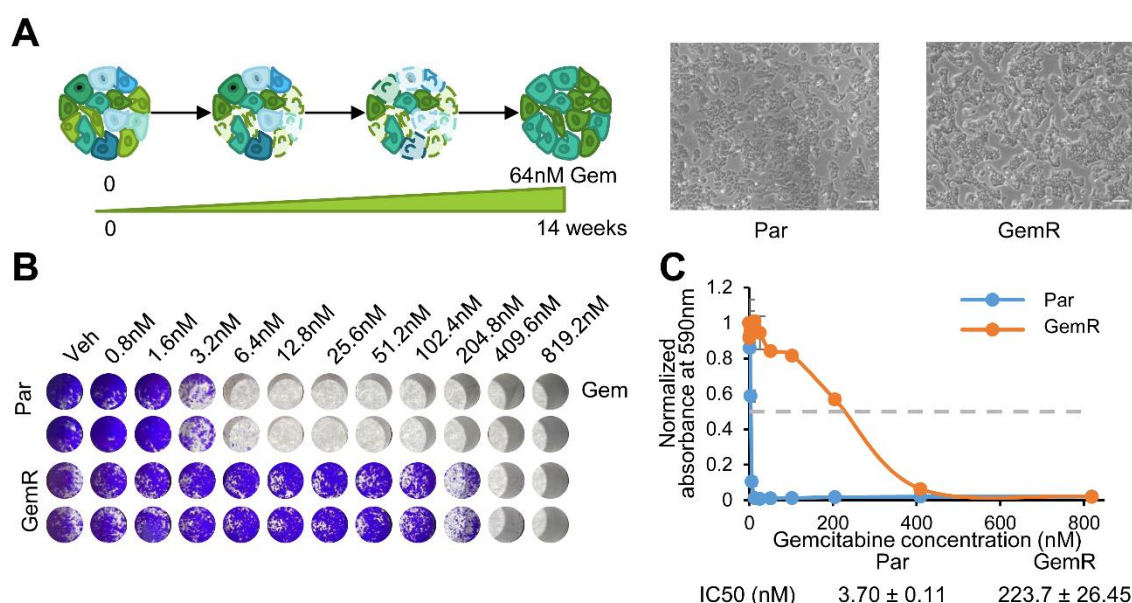 A
0
64nM Gem
0
14 weeks
Par
GemR
B
Veh
0.8nM
1.6nM
3.2nM
6.4nM
12.8nM
25.6nM
51.2nM
102.4nM
204.8nM
409.6nM
819.2nM
Par
Gem
GemR
C
Par
GemR
Normalized
absorbance at 590nm
1.2
1
0.8
0.6
0.4
0.2
0
0 200 400 600 800
Gemcitabine concentration (nM)
Par GemR
IC50 (nM) 3.70 ± 0.11 223.7 ± 26.45